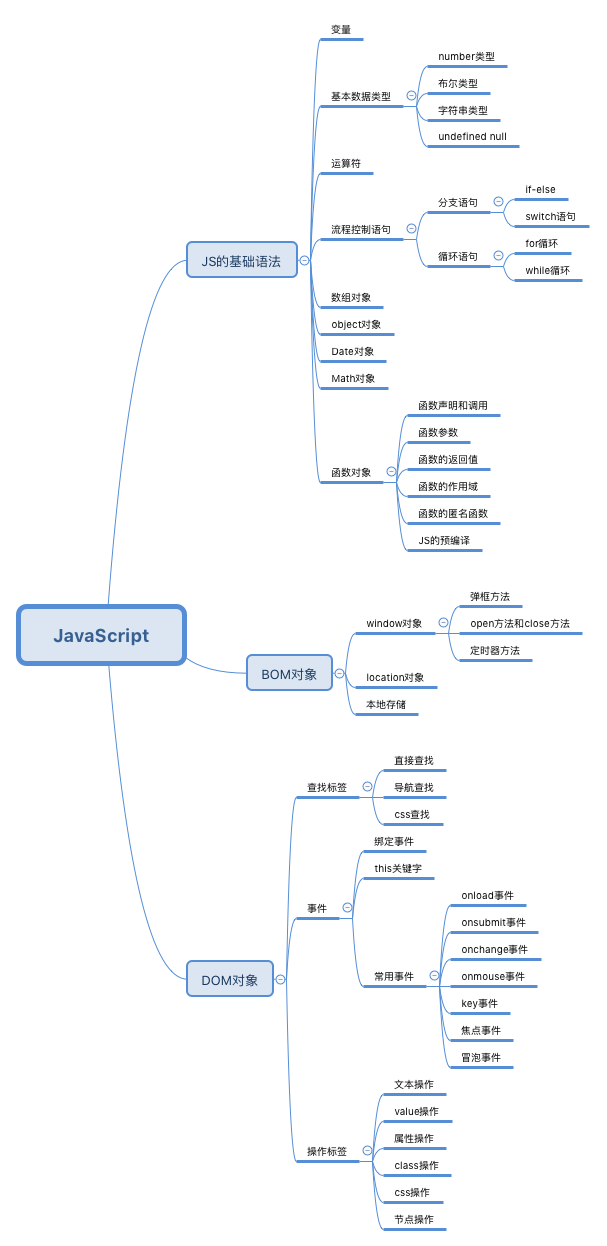 JavaScript
JS的基础语法
变量
基本数据类型
number类型
布尔类型
字符串类型
undefined null
运算符
流程控制语句
分支语句
if-else
switch语句
循环语句
for循环
while循环
数组对象
object对象
Date对象
Math对象
函数对象
函数声明和调用
函数参数
函数的返回值
函数的作用域
函数的匿名函数
JS的预编译
BOM对象
window对象
弹框方法
open方法和close方法
定时器方法
location对象
本地存储
DOM对象
查找标签
直接查找
导航查找
css查找
事件
绑定事件
this关键字
常用事件
onload事件
onsubmit事件
onchange事件
onmouse事件
key事件
焦点事件
冒泡事件
操作标签
文本操作
value操作
属性操作
class操作
css操作
节点操作